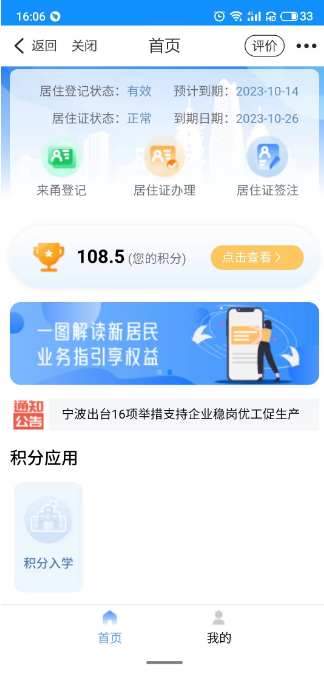 16:06
33
返回 关闭 首页 评价
居住登记状态：有效 预计到期：2023-10-14
居住证状态：正常 到期日期：2023-10-26
来甬登记 居住证办理 居住证签注
108.5 (您的积分) 点击查看
一图解读新居民
业务指引享权益
通知
公告
宁波出台16项举措支持企业稳岗优工促生产
积分应用
积分入学
首页 我的